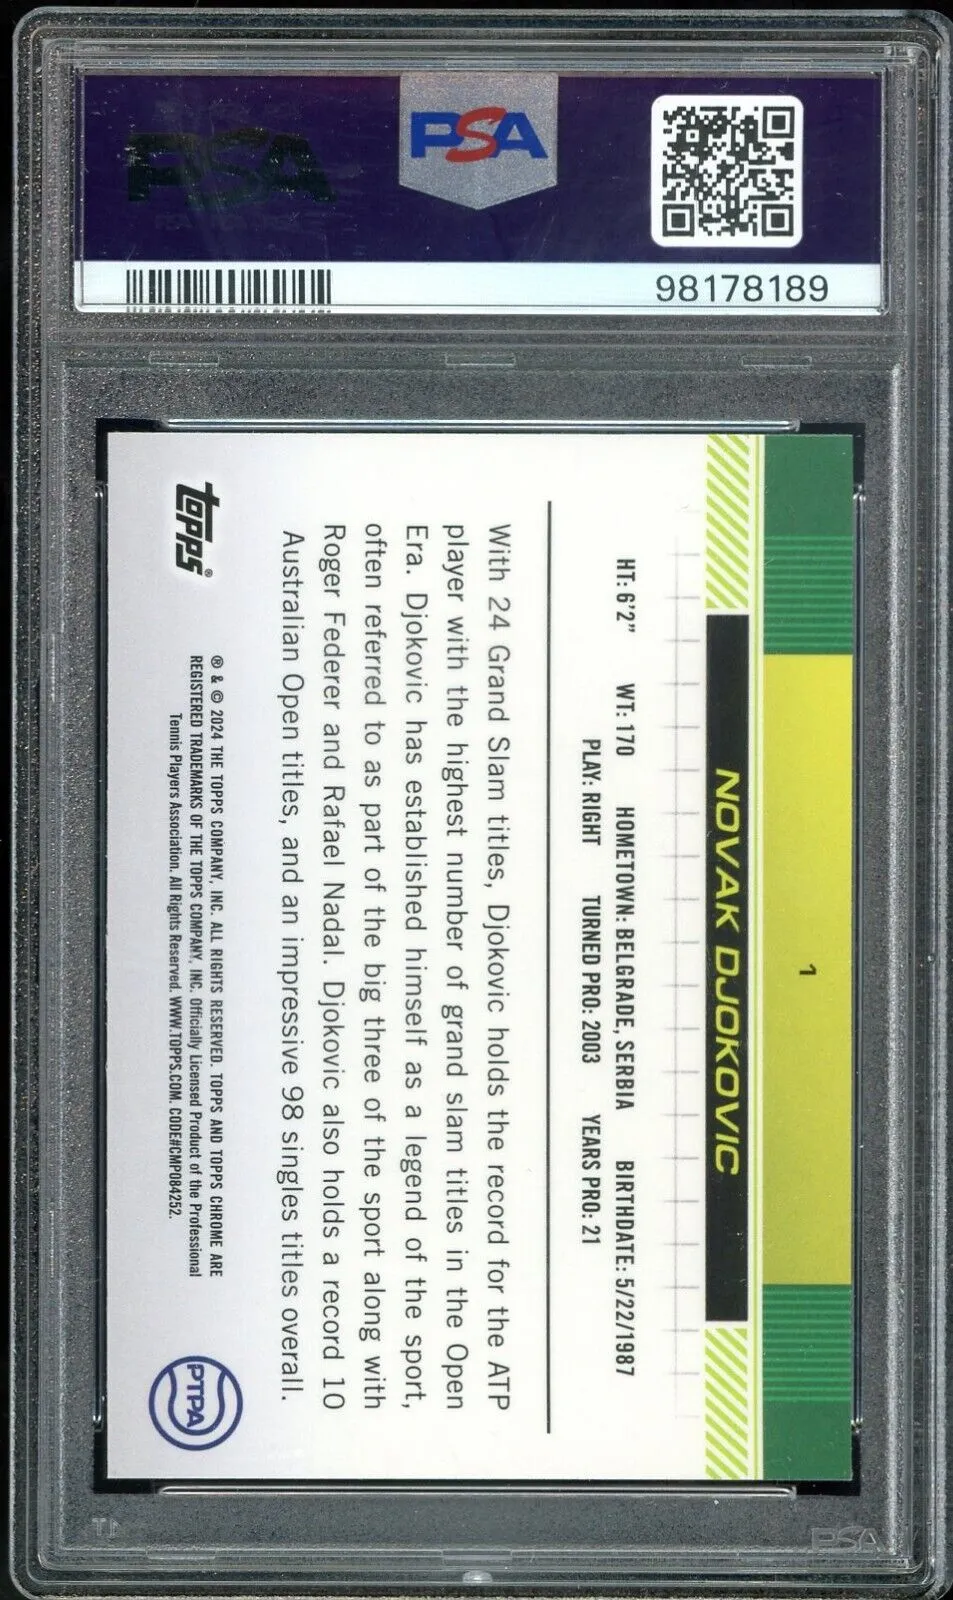 PSA
PSA
98178189
1
NOVAK DJOKOVIC
HT: 6'2" WT: 170 HOMETOWN: BELGRADE, SERBIA BIRTHDATE: 5/22/1987
PLAY: RIGHT TURNED PRO: 2003 YEARS PRO: 21
With 24 Grand Slam titles, Djokovic holds the record for the ATP
player with the highest number of grand slam titles in the Open
Era. Djokovic has established himself as a legend of the sport,
often referred to as part of the big three of the sport along with
Roger Federer and Rafael Nadal. Djokovic also holds a record 10
Australian Open titles, and an impressive 98 singles titles overall.
topps®
® & © 2024 THE TOPPS COMPANY, INC. ALL RIGHTS RESERVED. TOPPS AND TOPPS CHROME ARE
REGISTERED TRADEMARKS OF THE TOPPS COMPANY, INC. Officially Licensed Product of the Professional
Tennis Players Association. All Rights Reserved. WWW.TOPPS.COM. CODE#CMP084252.
PTPA
PSA